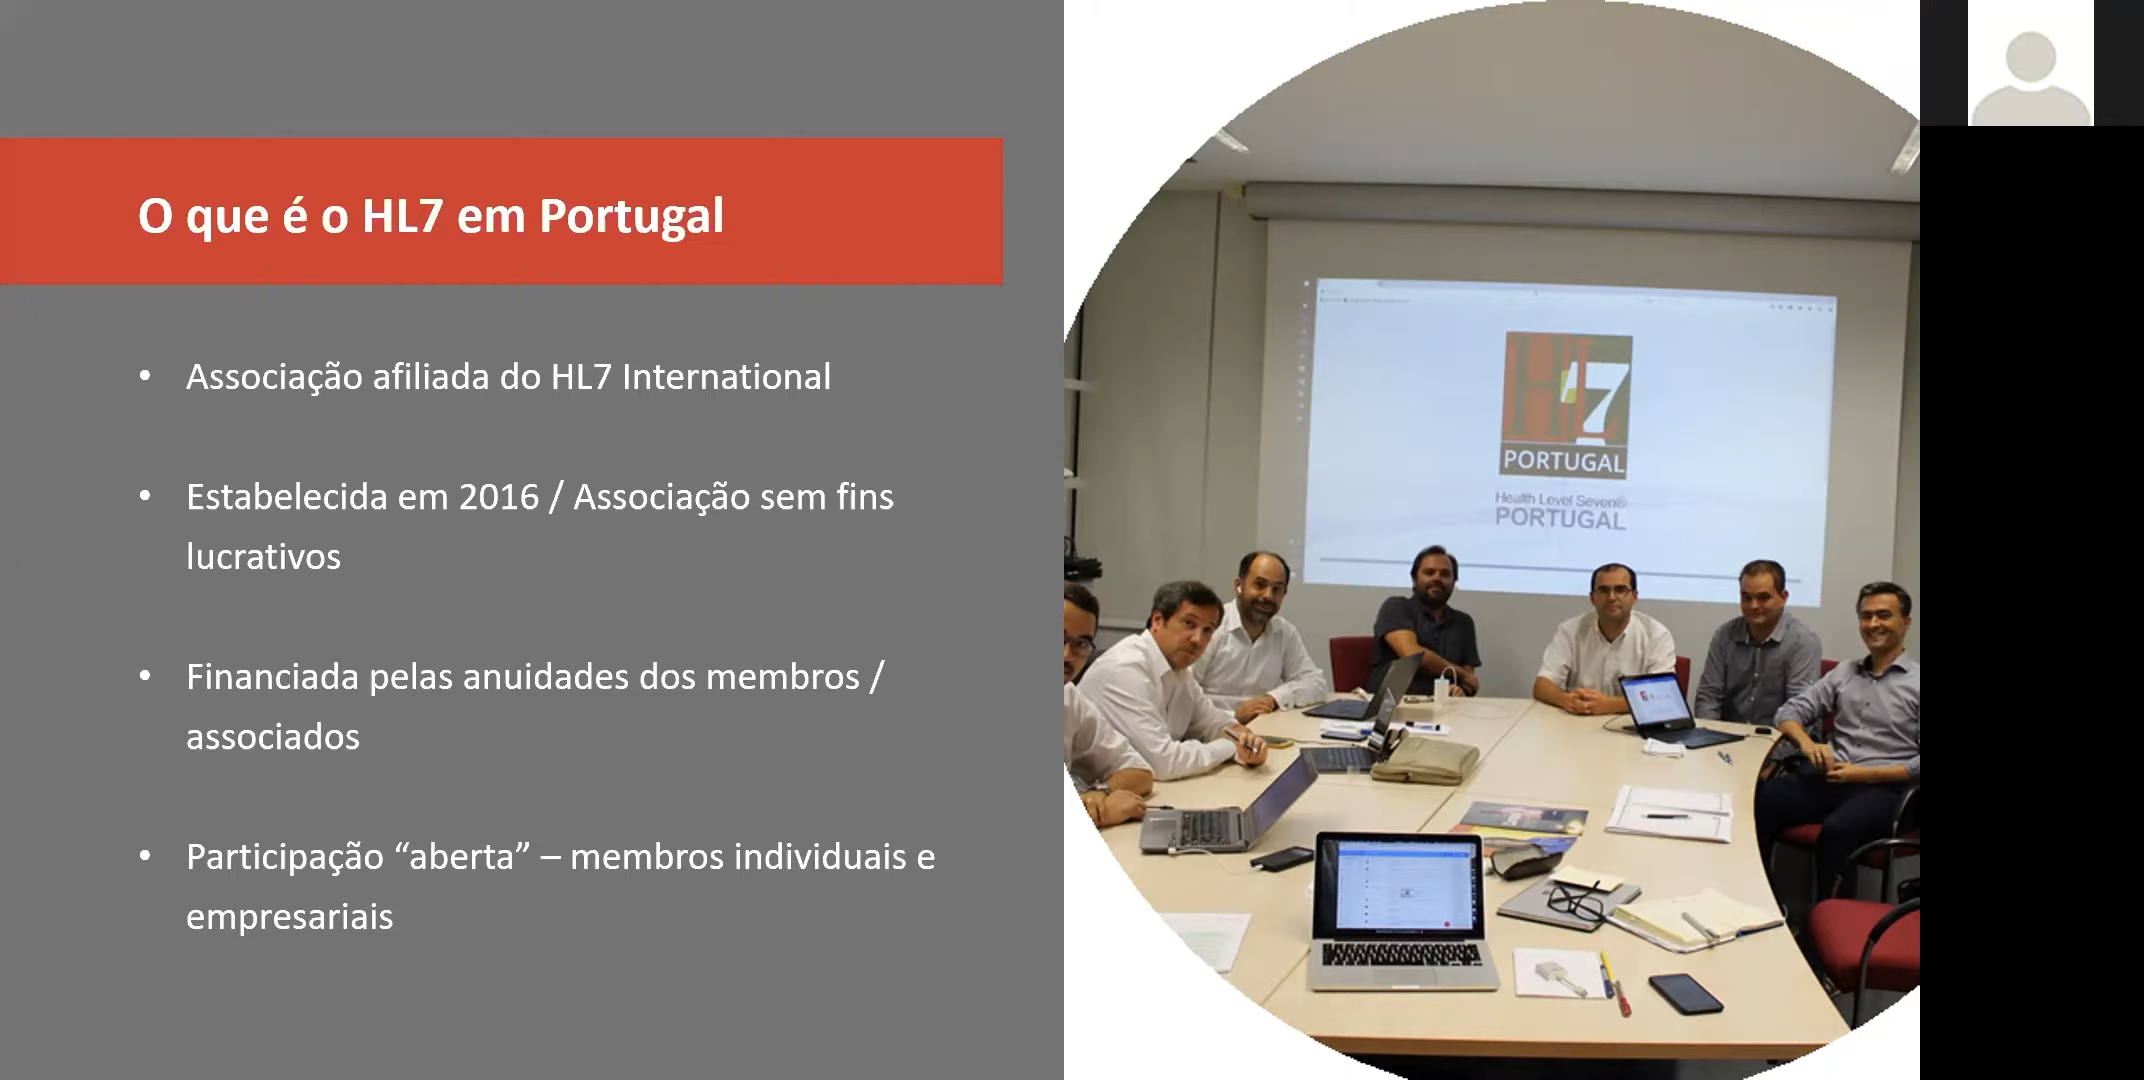 O que é o HL7 em Portugal
• Associação afiliada do HL7 International
• Estabelecida em 2016 / Associação sem fins
lucrativos
• Financiada pelas anuidades dos membros /
associados
• Participação “aberta” – membros individuais e
empresariais
HL7
PORTUGAL
Health Level Seven®
PORTUGAL